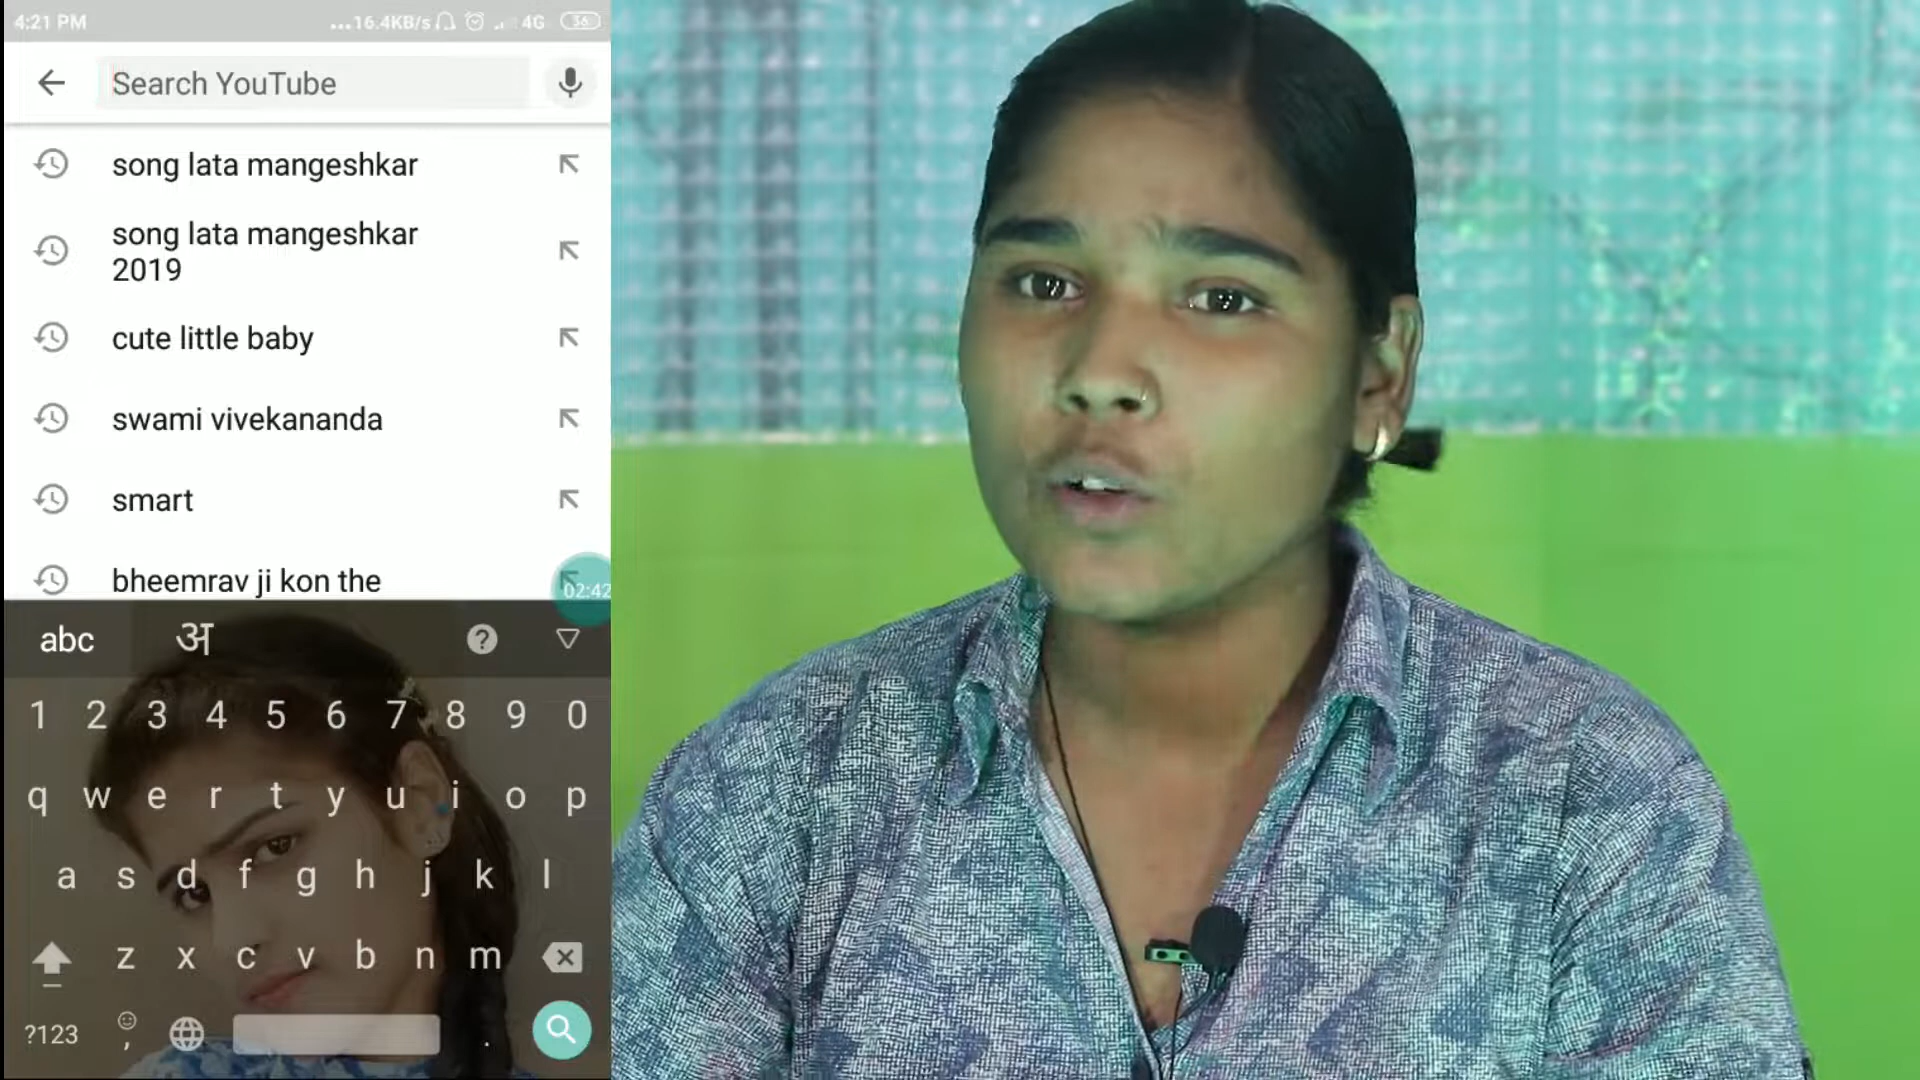 4:21 PM
...16.4KB/s 4G 36
Search YouTube
song lata mangeshkar
song lata mangeshkar
2019
cute little baby
swami vivekananda
smart
bheemrav ji kon the
02:42
abc अ
1 2 3 4 5 6 7 8 9 0
q w e r t y u i o p
a s d f g h j k l
z x c v b n m
?123 , .